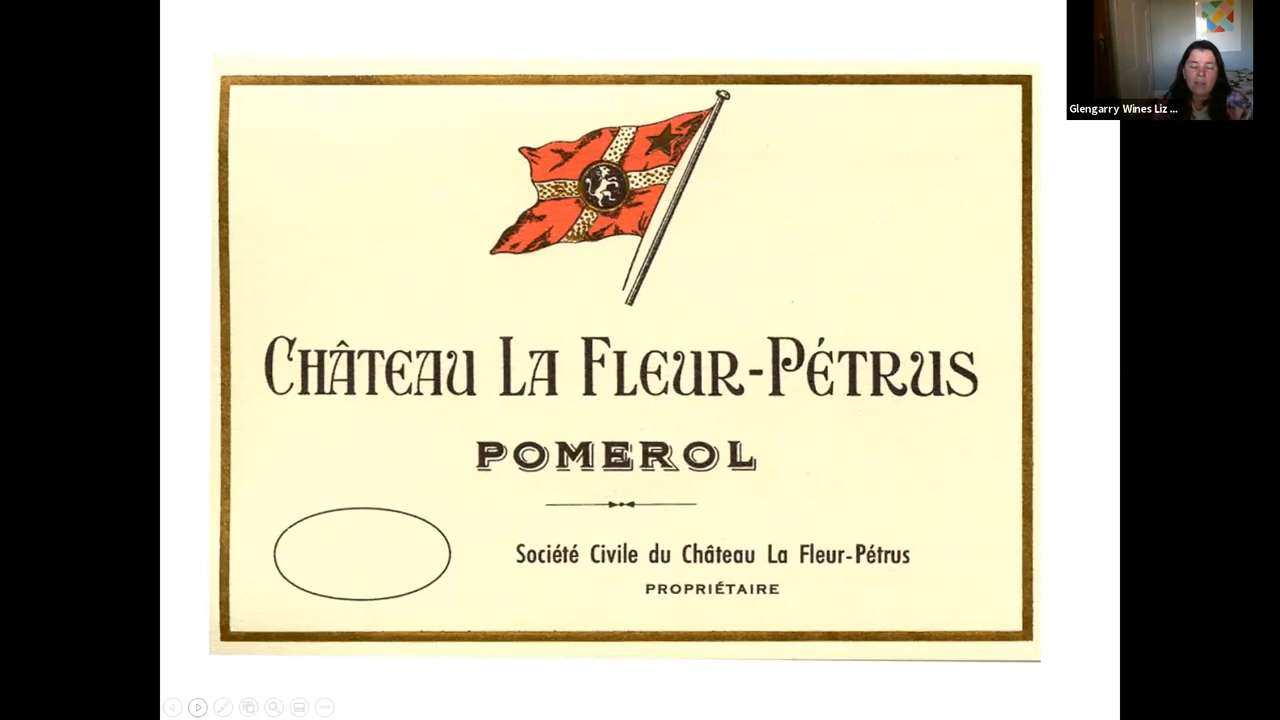 Glengarry Wines Liz ...
CHÂTEAU LA FLEUR-PÉTRUS
POMEROL
Société Civile du Château La Fleur-Pétrus
PROPRIÉTAIRE